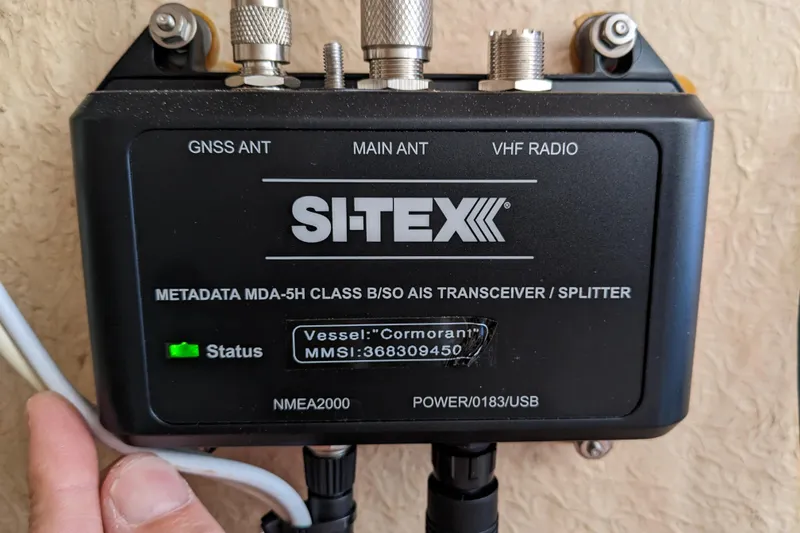 GNSS ANT MAIN ANT VHF RADIO
SI-TEX®
METADATA MDA-5H CLASS B/SO AIS TRANSCEIVER / SPLITTER
Vessel:"Cormorant"
MMSI:368309450
Status
NMEA2000 POWER/0183/USB